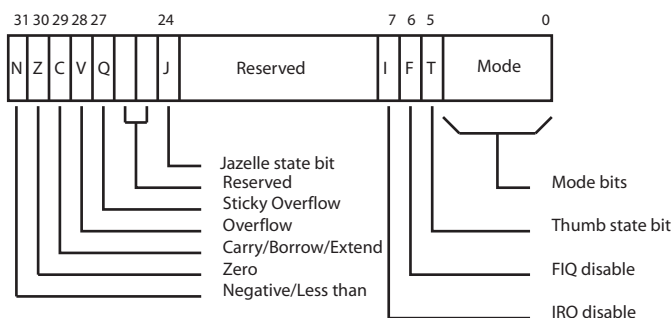 31 30 29 28 27 24 7 6 5 0
N Z C V Q J Reserved I F T Mode
Jazelle state bit
Reserved Mode bits
Sticky Overflow
Overflow Thumb state bit
Carry/Borrow/Extend
Zero FIQ disable
Negative/Less than
IRQ disable